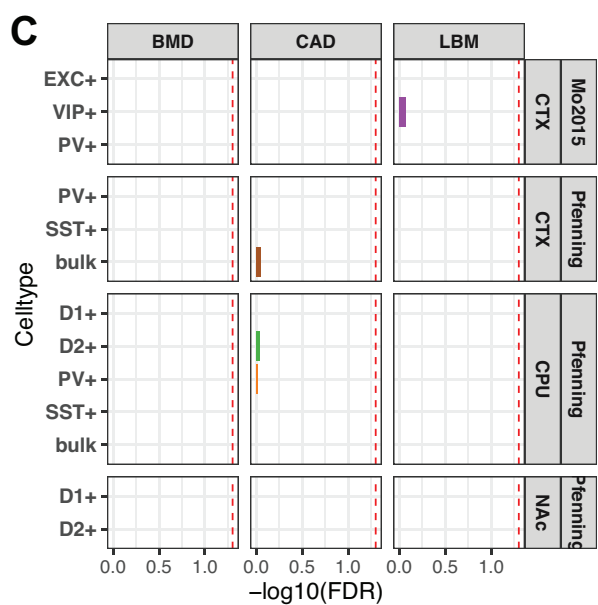 C
BMD CAD LBM
EXC+
VIP+
PV+
CTX
Mo2015
PV+
SST+
bulk
CTX
Pfenning
D1+
D2+
PV+
SST+
bulk
CPU
Pfenning
D1+
D2+
NAc
Pfenning
Celltype
0.0 0.5 1.0 0.0 0.5 1.0 0.0 0.5 1.0
−log10(FDR)